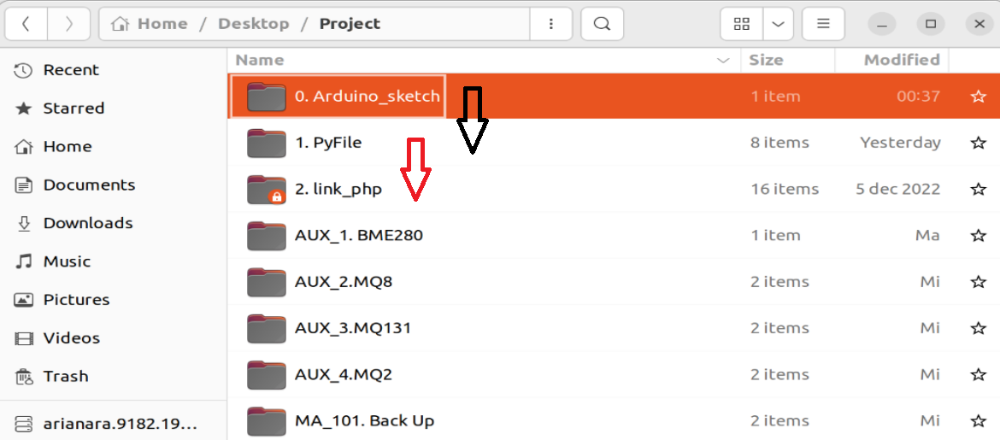 Home / Desktop / Project
Recent
Starred
Home
Documents
Downloads
Music
Pictures
Videos
Trash
arianara.9182.19...
Name Size Modified
0. Arduino_sketch 1 item 00:37
1. PyFile 8 items Yesterday
2. link_php 16 items 5 dec 2022
AUX_1. BME280 1 item Ma
AUX_2.MQ8 2 items Mi
AUX_3.MQ131 2 items Mi
AUX_4.MQ2 2 items Mi
MA_101. Back Up 2 items Mi